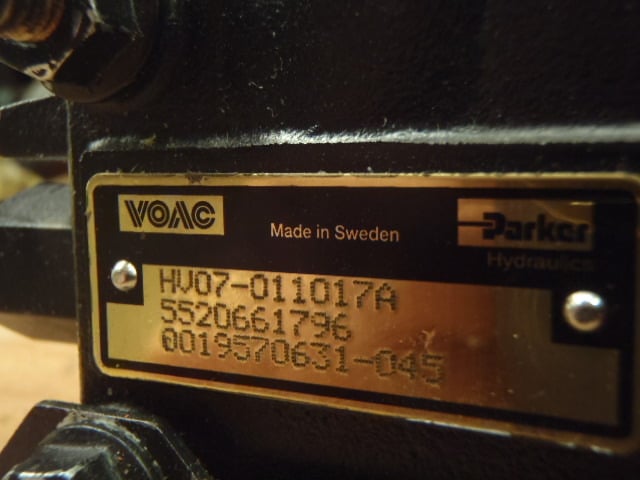 VOAC
Made in Sweden
Parker
Hydraulics
HV07-011017A
5520661796
0019570631-045